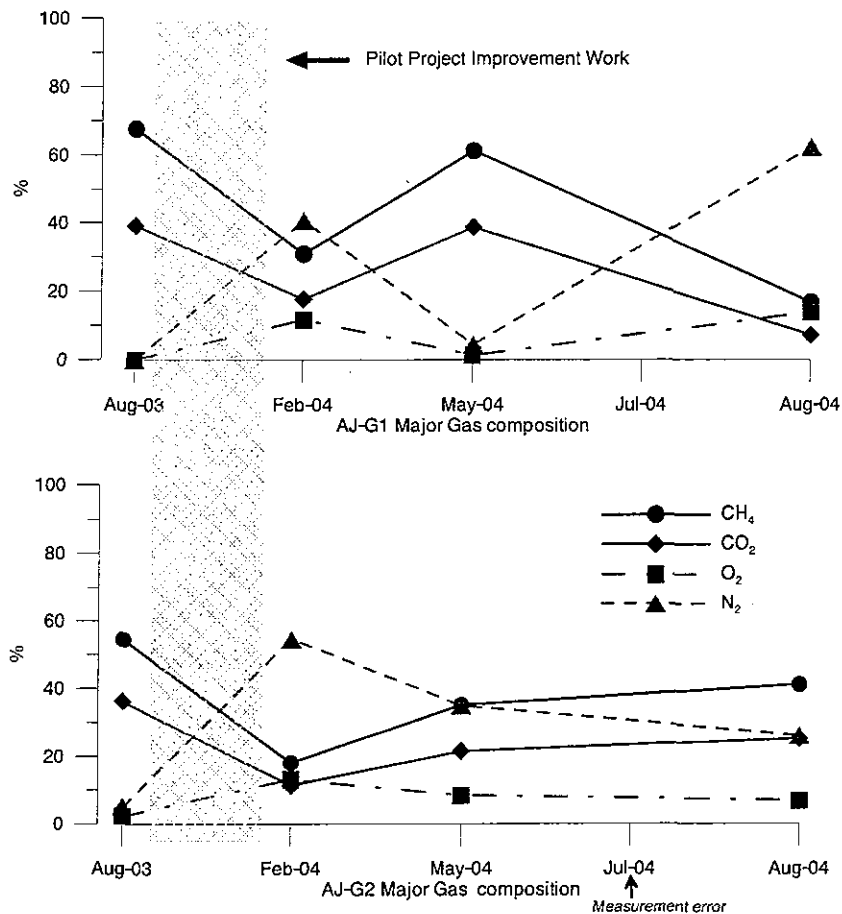 100
Pilot Project Improvement Work
80
60
%
40
20
0
Aug-03 Feb-04 May-04 Jul-04 Aug-04
AJ-G1 Major Gas composition
100
CH4
80
CO2
O2
60
N2
%
40
20
0
Aug-03 Feb-04 May-04 Jul-04 Aug-04
AJ-G2 Major Gas composition
Measurement error